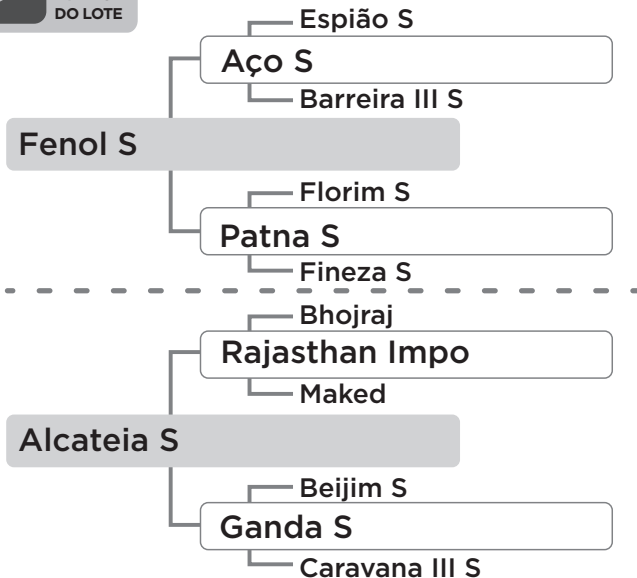 DO LOTE
Espião S
Aço S
Barreira III S
Fenol S
Florim S
Patna S
Fineza S
Bhojraj
Rajasthan Impo
Maked
Alcateia S
Beijim S
Ganda S
Caravana III S